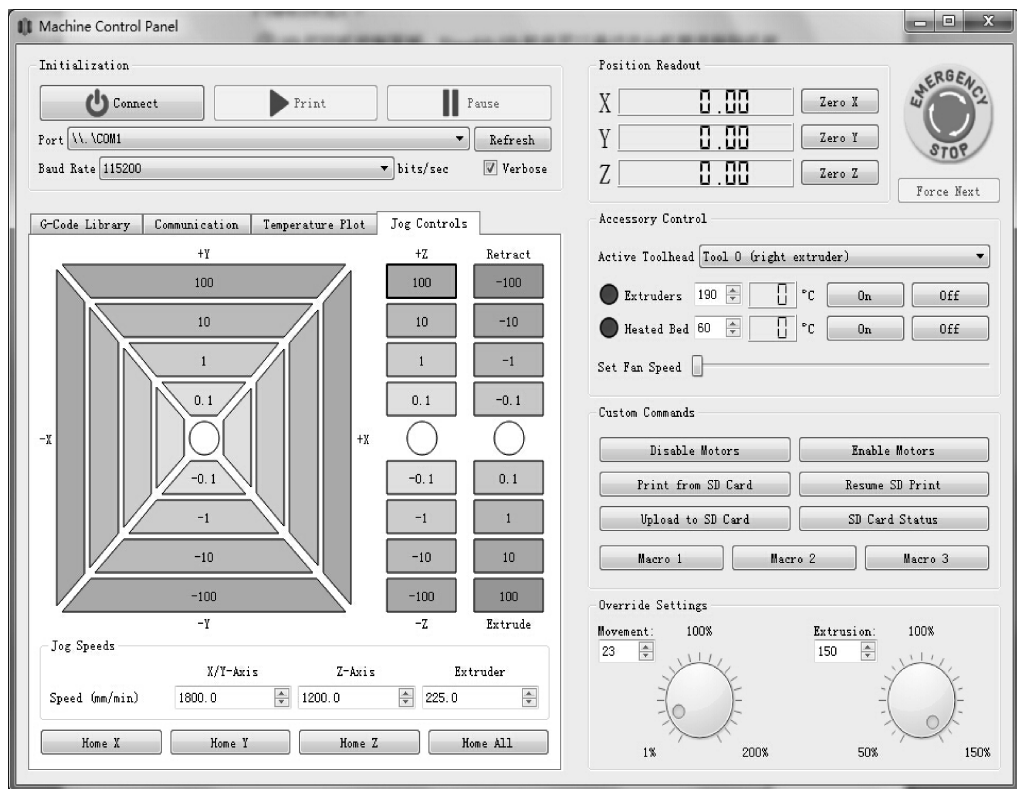 Machine Control Panel
Initialization
Connect
Print
Pause
Port \\.\COM1
Refresh
Baud Rate 115200 bits/sec
Verbose
Position Readout
X 0.00 Zero X
Y 0.00 Zero Y
Z 0.00 Zero Z
EMERGENCY
STOP
Force Next
G-Code Library Communication Temperature Plot Jog Controls
+Y +Z Retract
100 100 -100
10 10 -10
1 1 -1
0.1 0.1 -0.1
-X +X
-0.1 -0.1 0.1
-1 -1 1
-10 -10 10
-100 -100 100
-Y -Z Extrude
Jog Speeds
X/Y-Axis Z-Axis Extruder
Speed (mm/min) 1800.0 1200.0 225.0
Home X Home Y Home Z Home All
Accessory Control
Active Toolhead Tool 0 (right extruder)
Extruders 190 0 °C On Off
Heated Bed 60 0 °C On Off
Set Fan Speed
Custom Commands
Disable Motors Enable Motors
Print from SD Card Resume SD Print
Upload to SD Card SD Card Status
Macro 1 Macro 2 Macro 3
Override Settings
Movement: 100% Extrusion: 100%
23 150
1% 200% 50% 150%